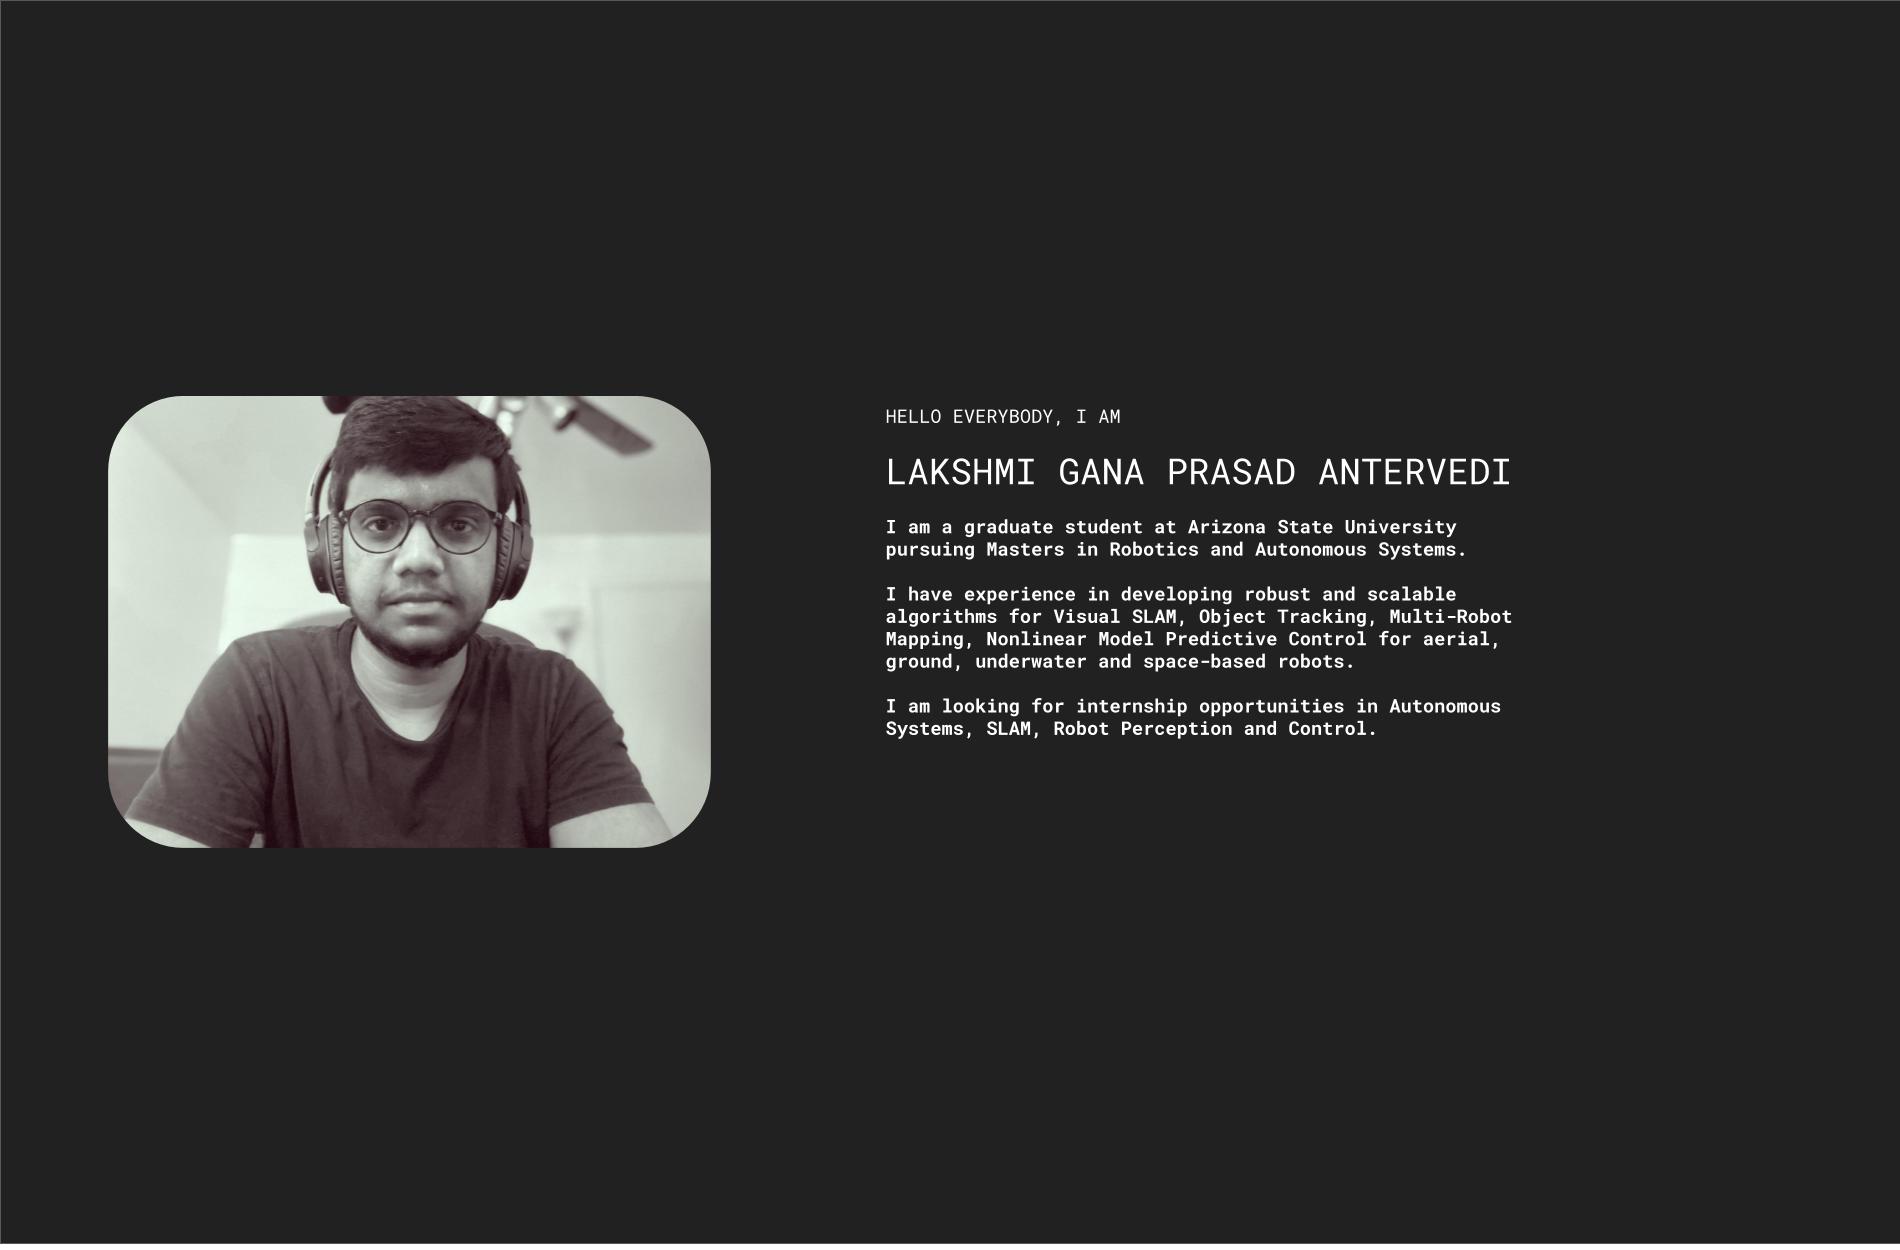 HELLO EVERYBODY, I AM
LAKSHMI GANA PRASAD ANTERVEDI
I am a graduate student at Arizona State University
pursuing Masters in Robotics and Autonomous Systems.
I have experience in developing robust and scalable
algorithms for Visual SLAM, Object Tracking, Multi-Robot
Mapping, Nonlinear Model Predictive Control for aerial,
ground, underwater and space-based robots.
I am looking for internship opportunities in Autonomous
Systems, SLAM, Robot Perception and Control.